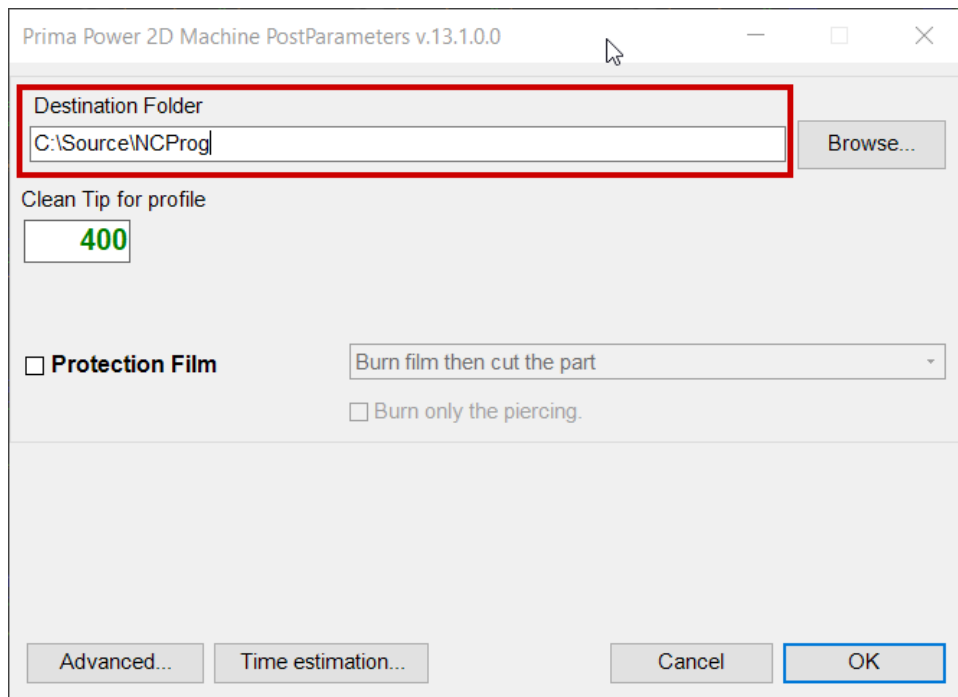 Prima Power 2D Machine PostParameters v.13.1.0.0
Destination Folder
C:\Source\NCProg
Browse...
Clean Tip for profile
400
Protection Film
Burn film then cut the part
Burn only the piercing.
Advanced...
Time estimation...
Cancel
OK